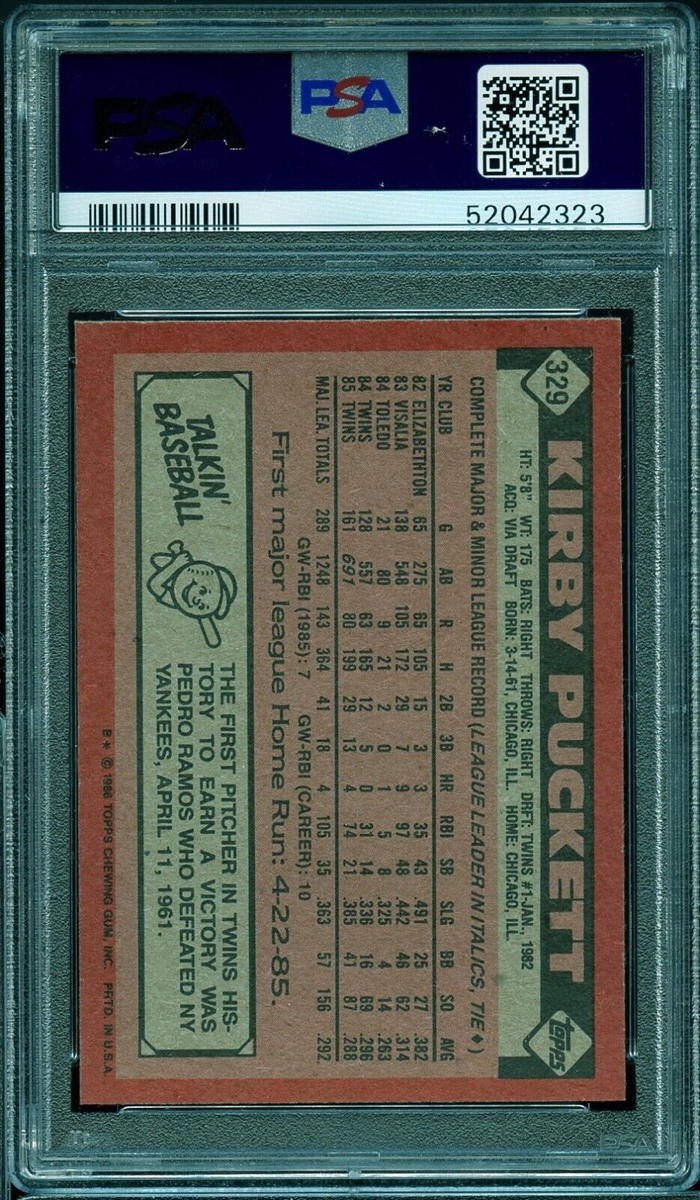 PSA
PSA
52042323
329
KIRBY PUCKETT
Topps
HT: 5'8" WT: 175 BATS: RIGHT THROWS: RIGHT DRFT: TWINS #1-JAN., 1982
ACQ: VIA DRAFT BORN: 3-14-61, CHICAGO, ILL. HOME: CHICAGO, ILL.
COMPLETE MAJOR & MINOR LEAGUE RECORD (LEAGUE LEADER IN ITALICS, TIE ♦)
YR CLUB G AB R H 2B 3B HR RBI SB SLG BB SO AVG
82 ELIZABETHTON 65 275 65 105 15 3 3 35 43 .491 25 27 .382
83 VISALIA 138 548 105 172 29 7 9 97 48 .442 46 62 .314
84 TOLEDO 21 80 9 21 2 0 1 5 8 .325 4 14 .263
84 TWINS 128 557 63 165 12 5 0 31 14 .336 16 69 .296
85 TWINS 161 691 80 199 29 13 4 74 21 .385 41 87 .288
MAJ. LEA. TOTALS 289 1248 143 364 41 18 4 105 35 .363 57 156 .292
GW-RBI (1985): 7 GW-RBI (CAREER): 10
First major league Home Run: 4-22-85.
TALKIN'
BASEBALL
THE FIRST PITCHER IN TWINS HIS-
TORY TO EARN A VICTORY WAS
PEDRO RAMOS WHO DEFEATED NY
YANKEES, APRIL 11, 1961.
B* © 1986 TOPPS CHEWING GUM, INC. PRTD. IN U.S.A.
PSA